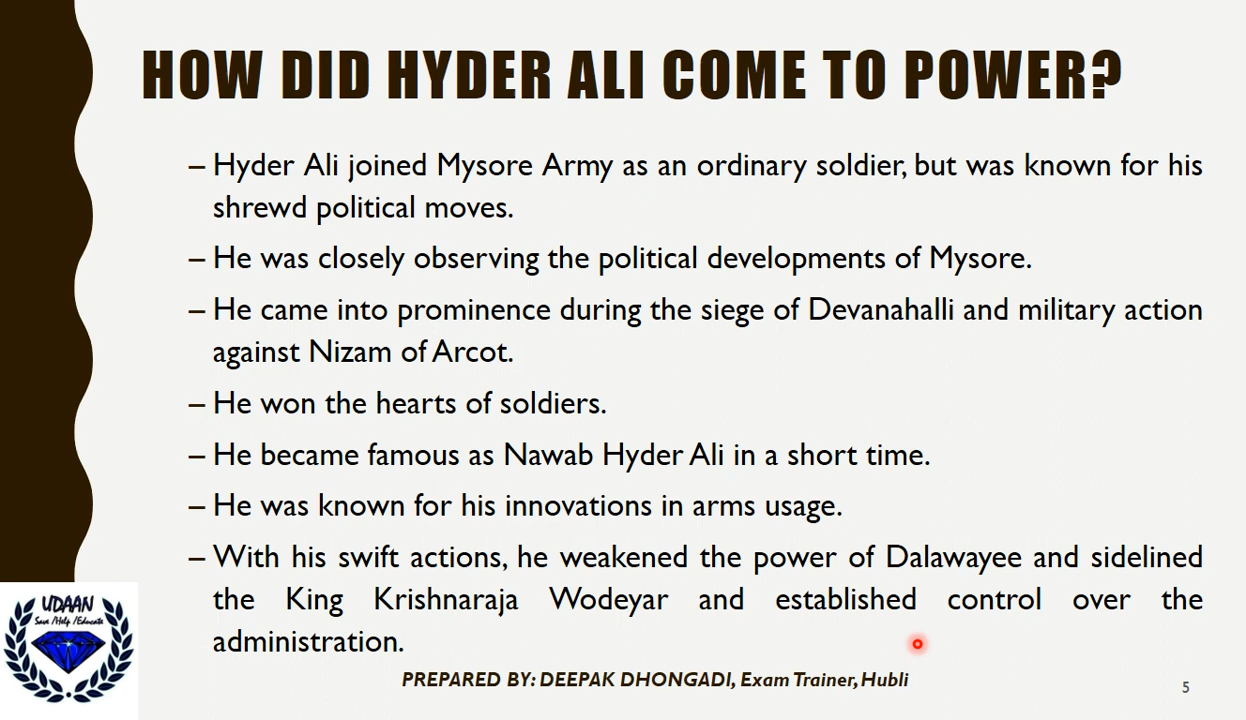 HOW DID HYDER ALI COME TO POWER?
– Hyder Ali joined Mysore Army as an ordinary soldier, but was known for his
shrewd political moves.
– He was closely observing the political developments of Mysore.
– He came into prominence during the siege of Devanahalli and military action
against Nizam of Arcot.
– He won the hearts of soldiers.
– He became famous as Nawab Hyder Ali in a short time.
– He was known for his innovations in arms usage.
– With his swift actions, he weakened the power of Dalawayee and sidelined
the King Krishnaraja Wodeyar and established control over the
administration.
UDAAN
Save /Help /Educate
PREPARED BY: DEEPAK DHONGADI, Exam Trainer, Hubli
5